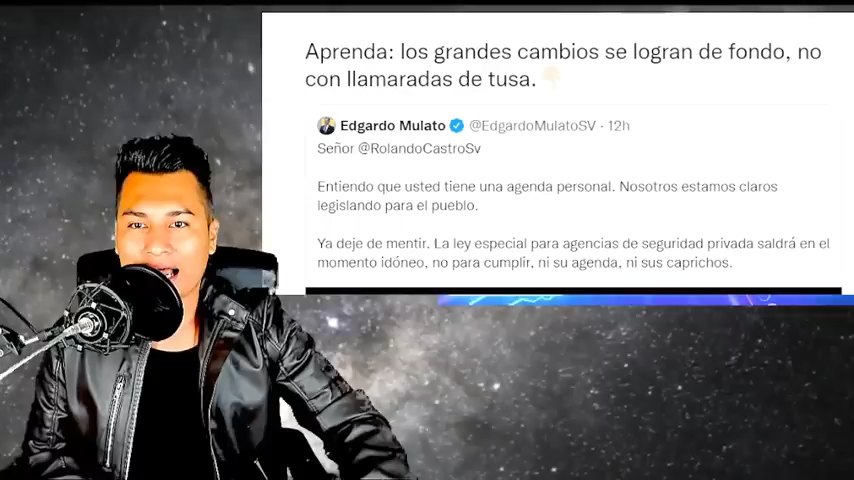 Aprenda: los grandes cambios se logran de fondo, no
con llamaradas de tusa. 👇🏻
Edgardo Mulato @EdgardoMulatoSV · 12h
Señor @RolandoCastroSv
Entiendo que usted tiene una agenda personal. Nosotros estamos claros
legislando para el pueblo.
Ya deje de mentir. La ley especial para agencias de seguridad privada saldrá en el
momento idóneo, no para cumplir, ni su agenda, ni sus caprichos.